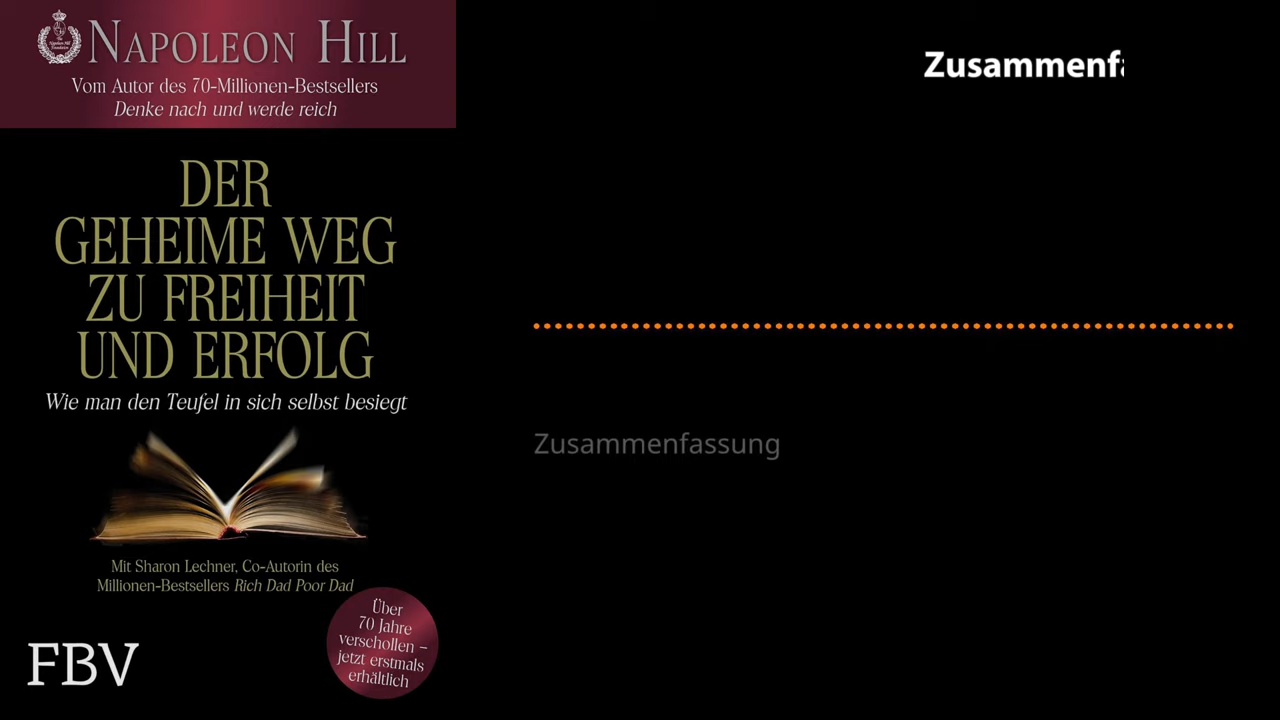 NAPOLEON HILL
Vom Autor des 70-Millionen-Bestsellers
Denke nach und werde reich
DER
GEHEIME WEG
ZU FREIHEIT
UND ERFOLG
Wie man den Teufel in sich selbst besiegt
Mit Sharon Lechner, Co-Autorin des
Millionen-Bestsellers Rich Dad Poor Dad
Über
70 Jahre
verschollen –
jetzt erstmals
erhältlich
FBV
Zusammenfa
Zusammenfassung